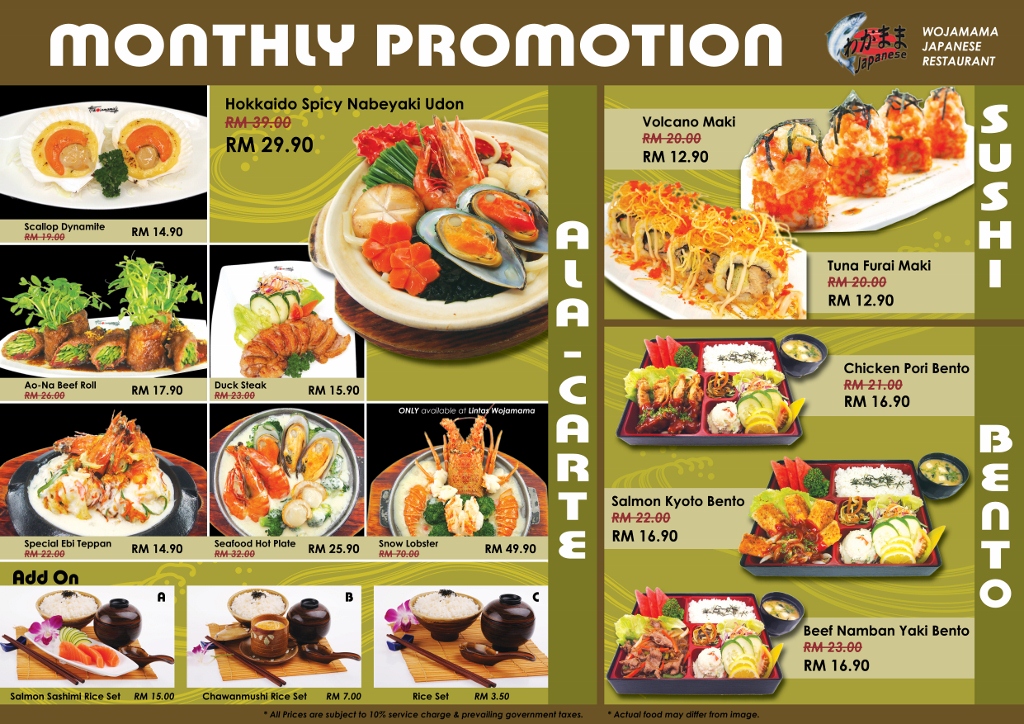 MONTHLY PROMOTION
わがまま
Japanese
WOJAMAMA
JAPANESE
RESTAURANT
Scallop Dynamite
RM 19.00
RM 14.90
Hokkaido Spicy Nabeyaki Udon
RM 39.00
RM 29.90
Ao-Na Beef Roll
RM 26.00
RM 17.90
Duck Steak
RM 23.00
RM 15.90
Special Ebi Teppan
RM 22.00
RM 14.90
Seafood Hot Plate
RM 32.00
RM 25.90
ONLY available at Lintas Wojamama
Snow Lobster
RM 70.00
RM 49.90
ALA-CARTE
Add On
A
Salmon Sashimi Rice Set RM 15.00
B
Chawanmushi Rice Set RM 7.00
C
Rice Set RM 3.50
Volcano Maki
RM 20.00
RM 12.90
Tuna Furai Maki
RM 20.00
RM 12.90
SUSHI
Chicken Pori Bento
RM 21.00
RM 16.90
Salmon Kyoto Bento
RM 22.00
RM 16.90
Beef Namban Yaki Bento
RM 23.00
RM 16.90
BENTO
* All Prices are subject to 10% service charge & prevailing government taxes.
* Actual food may differ from image.